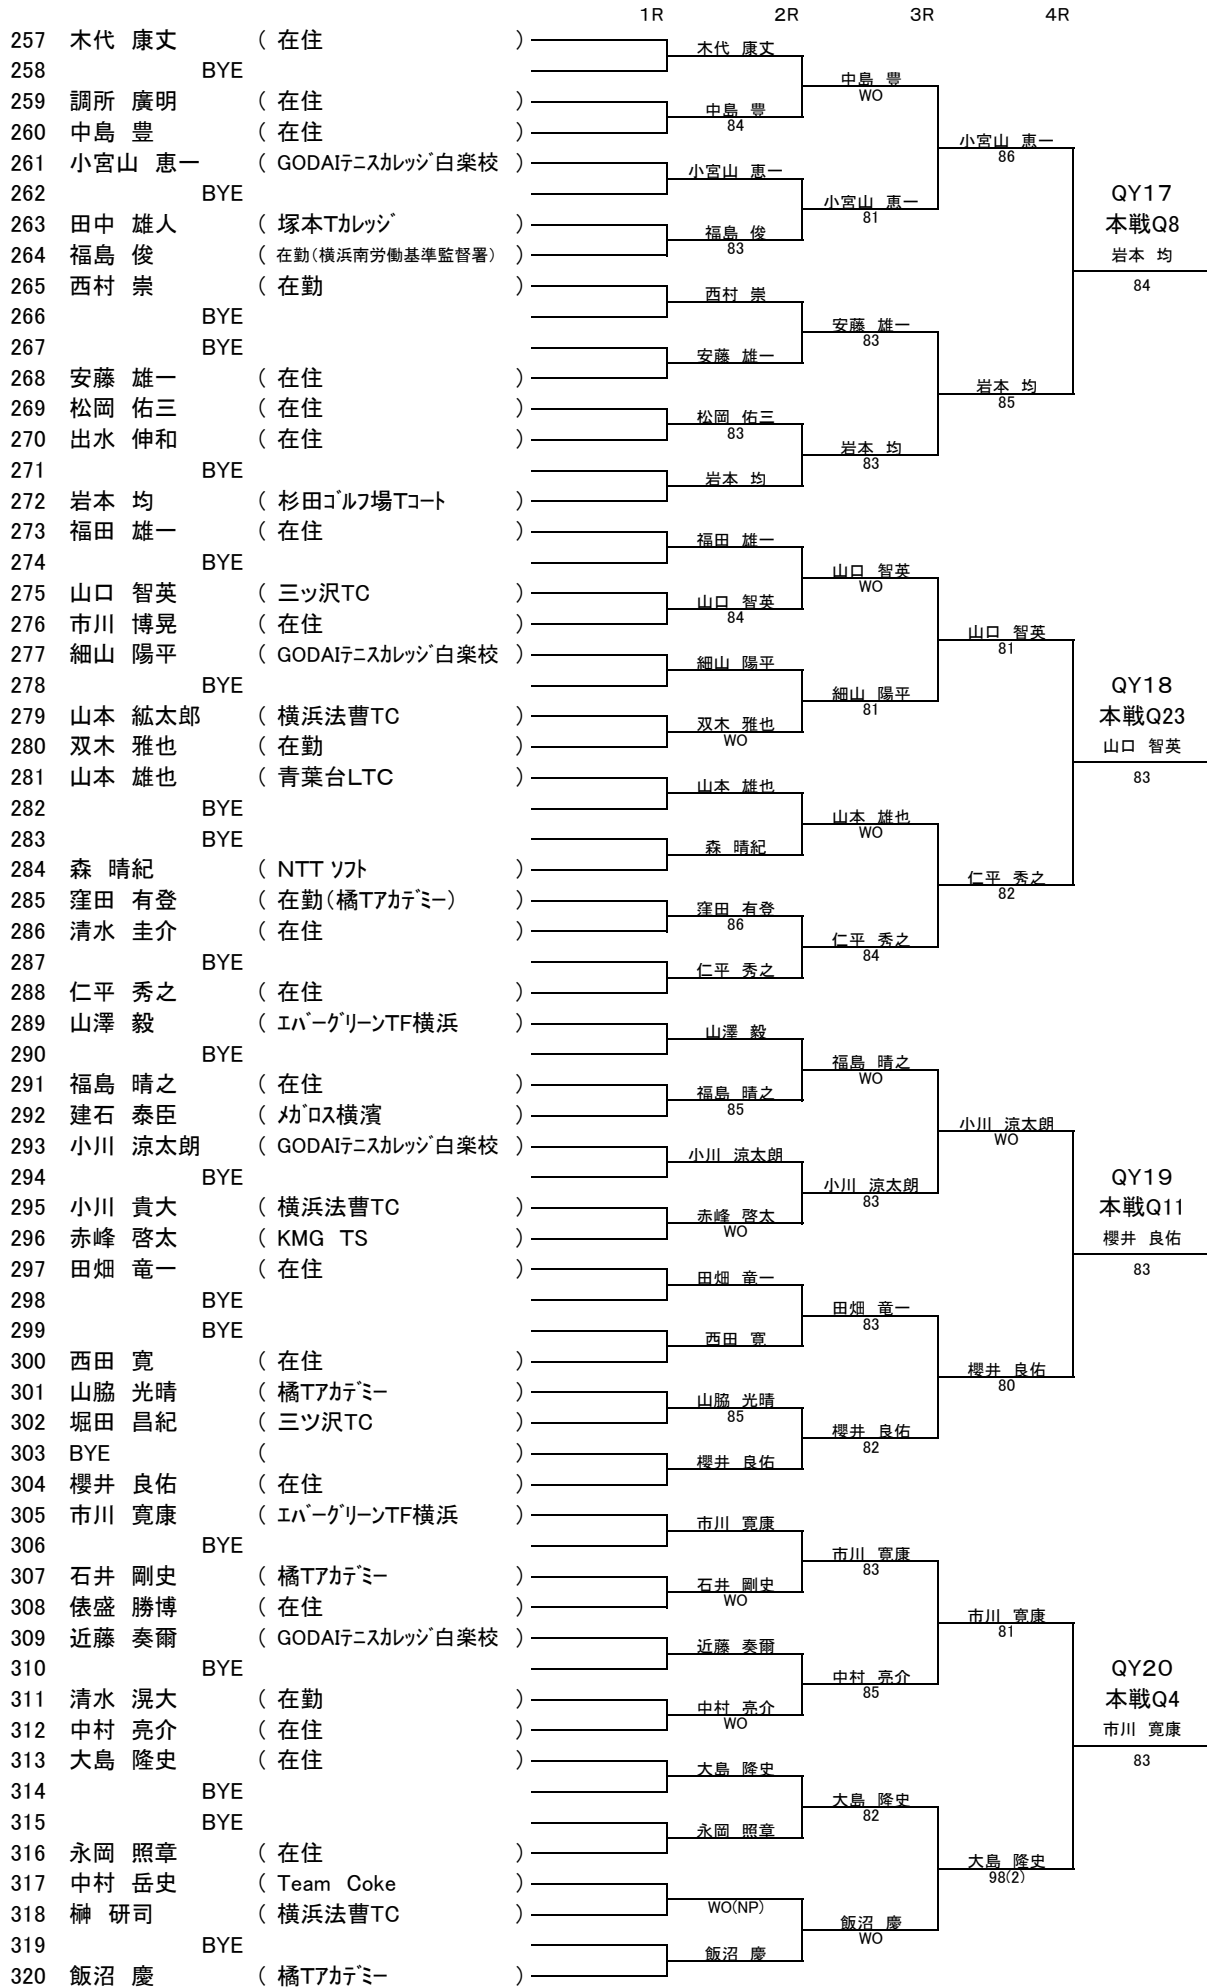 1R 2R 3R 4R
257 木代 康丈 ( 在住 )
258 BYE
259 調所 廣明 ( 在住 )
260 中島 豊 ( 在住 )
261 小宮山 恵一 ( GODAIﾃﾆｽｶﾚｯｼﾞ白楽校 )
262 BYE
263 田中 雄人 ( 塚本Tｶﾚｯｼﾞ )
264 福島 俊 ( 在勤(横浜南労働基準監督署) )
265 西村 崇 ( 在勤 )
266 BYE
267 BYE
268 安藤 雄一 ( 在住 )
269 松岡 佑三 ( 在住 )
270 出水 伸和 ( 在住 )
271 BYE
272 岩本 均 ( 杉田ｺﾞﾙﾌ場Tｺｰﾄ )
273 福田 雄一 ( 在住 )
274 BYE
275 山口 智英 ( 三ッ沢TC )
276 市川 博晃 ( 在住 )
277 細山 陽平 ( GODAIﾃﾆｽｶﾚｯｼﾞ白楽校 )
278 BYE
279 山本 紘太郎 ( 横浜法曹TC )
280 双木 雅也 ( 在勤 )
281 山本 雄也 ( 青葉台LTC )
282 BYE
283 BYE
284 森 晴紀 ( NTT ｿﾌﾄ )
285 窪田 有登 ( 在勤(橘Tｱｶﾃﾞﾐｰ) )
286 清水 圭介 ( 在住 )
287 BYE
288 仁平 秀之 ( 在住 )
289 山澤 毅 ( ｴﾊﾞｰｸﾞﾘｰﾝTF横浜 )
290 BYE
291 福島 晴之 ( 在住 )
292 建石 泰臣 ( ﾒｶﾞﾛｽ横濱 )
293 小川 涼太朗 ( GODAIﾃﾆｽｶﾚｯｼﾞ白楽校 )
294 BYE
295 小川 貴大 ( 横浜法曹TC )
296 赤峰 啓太 ( KMG TS )
297 田畑 竜一 ( 在住 )
298 BYE
299 BYE
300 西田 寛 ( 在住 )
301 山脇 光晴 ( 橘Tｱｶﾃﾞﾐｰ )
302 堀田 昌紀 ( 三ツ沢TC )
303 BYE ( )
304 櫻井 良佑 ( 在住 )
305 市川 寛康 ( ｴﾊﾞｰｸﾞﾘｰﾝTF横浜 )
306 BYE
307 石井 剛史 ( 橘Tｱｶﾃﾞﾐｰ )
308 俵盛 勝博 ( 在住 )
309 近藤 奏爾 ( GODAIﾃﾆｽｶﾚｯｼﾞ白楽校 )
310 BYE
311 清水 滉大 ( 在勤 )
312 中村 亮介 ( 在住 )
313 大島 隆史 ( 在住 )
314 BYE
315 BYE
316 永岡 照章 ( 在住 )
317 中村 岳史 ( Team Coke )
318 榊 研司 ( 横浜法曹TC )
319 BYE
320 飯沼 慶 ( 橘Tｱｶﾃﾞﾐｰ )
木代 康丈
中島 豊
84
小宮山 恵一
福島 俊
83
西村 崇
安藤 雄一
松岡 佑三
83
岩本 均
福田 雄一
山口 智英
84
細山 陽平
双木 雅也
WO
山本 雄也
森 晴紀
窪田 有登
86
仁平 秀之
山澤 毅
福島 晴之
85
小川 涼太朗
赤峰 啓太
WO
田畑 竜一
西田 寛
山脇 光晴
85
櫻井 良佑
市川 寛康
石井 剛史
WO
近藤 奏爾
中村 亮介
WO
大島 隆史
永岡 照章
WO(NP)
飯沼 慶
中島 豊
WO
小宮山 恵一
81
安藤 雄一
83
岩本 均
83
山口 智英
WO
細山 陽平
81
山本 雄也
WO
仁平 秀之
84
福島 晴之
WO
小川 涼太朗
83
田畑 竜一
83
櫻井 良佑
82
市川 寛康
83
中村 亮介
85
大島 隆史
82
飯沼 慶
WO
小宮山 恵一
86
岩本 均
85
山口 智英
81
仁平 秀之
82
小川 涼太朗
WO
櫻井 良佑
80
市川 寛康
81
大島 隆史
98(2)
QY17
本戦Q8
岩本 均
84
QY18
本戦Q23
山口 智英
83
QY19
本戦Q11
櫻井 良佑
83
QY20
本戦Q4
市川 寛康
83